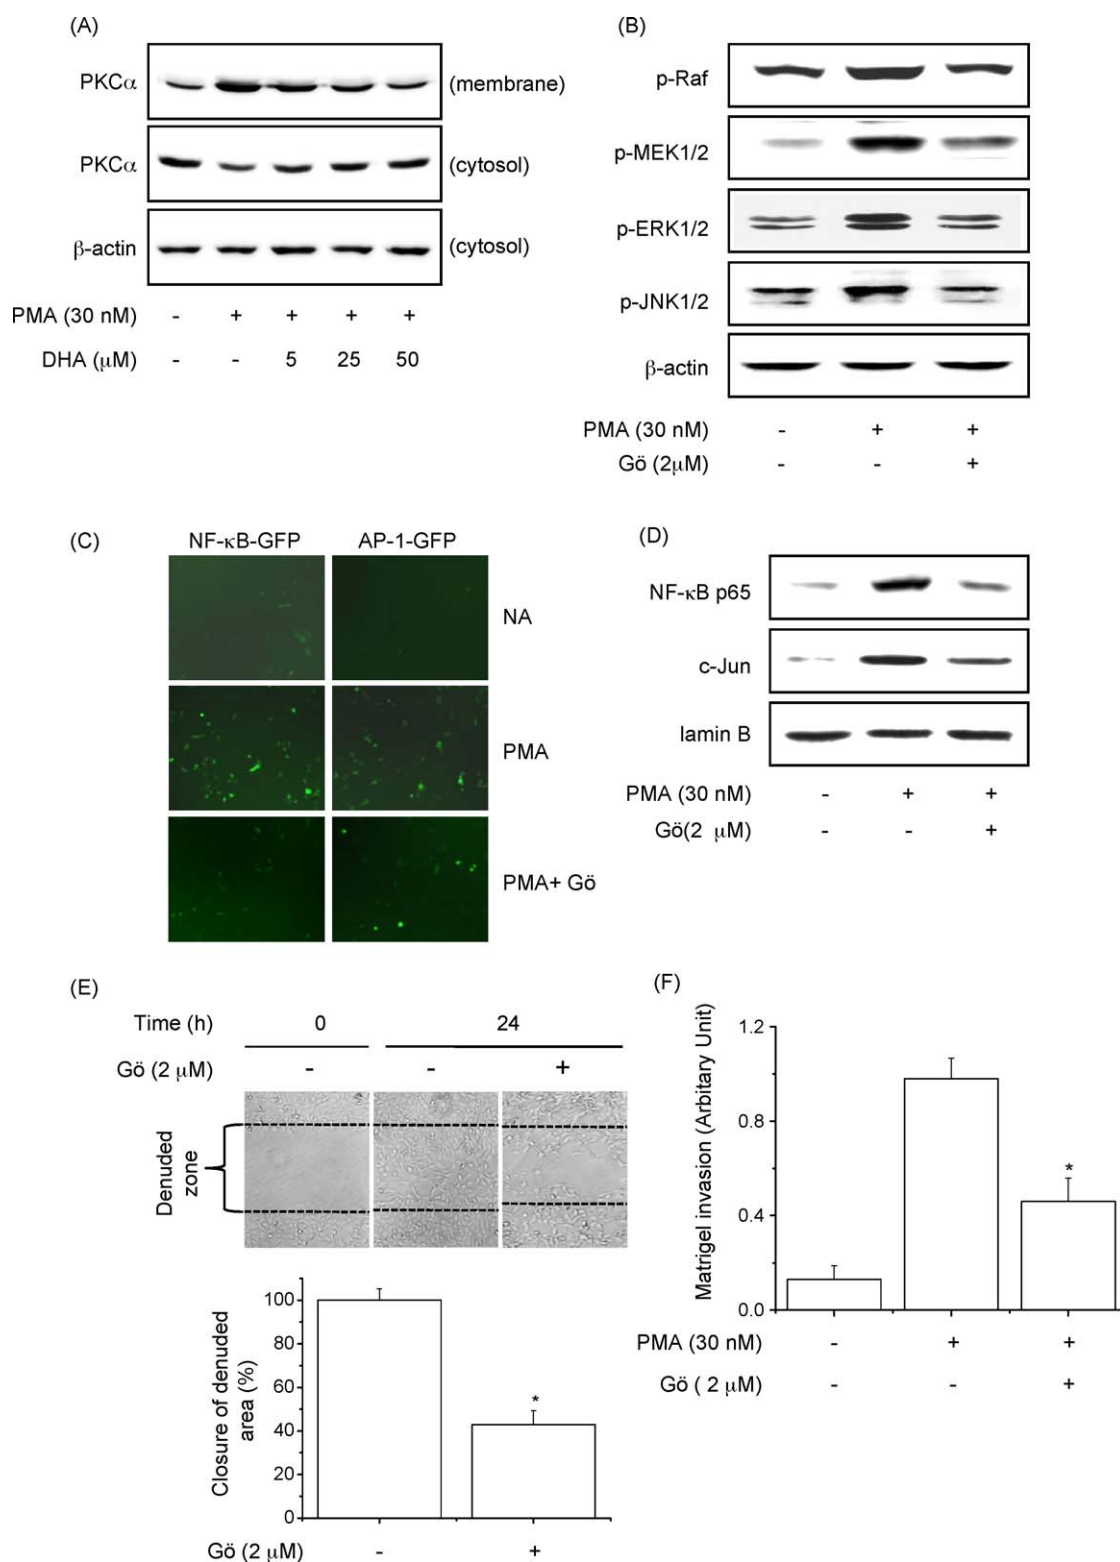 (A)
PKCα (membrane)
PKCα (cytosol)
β-actin (cytosol)
PMA (30 nM) - + + + +
DHA (μM) - - 5 25 50
(B)
p-Raf
p-MEK1/2
p-ERK1/2
p-JNK1/2
β-actin
PMA (30 nM) - + +
Gö (2μM) - - +
(C)
NF-κB-GFP AP-1-GFP
NA
PMA
PMA+ Gö
(D)
NF-κB p65
c-Jun
lamin B
PMA (30 nM) - + +
Gö(2 μM) - - +
(E)
Time (h) 0 24
Gö (2 μM) - - +
Denuded
zone
Closure of denuded
area (%)
100
80
60
40
20
0
*
Gö (2 μM) - +
(F)
Matrigel invasion (Arbitary Unit)
1.2
0.8
0.4
0.0
*
PMA (30 nM) - + +
Gö ( 2 μM) - - +